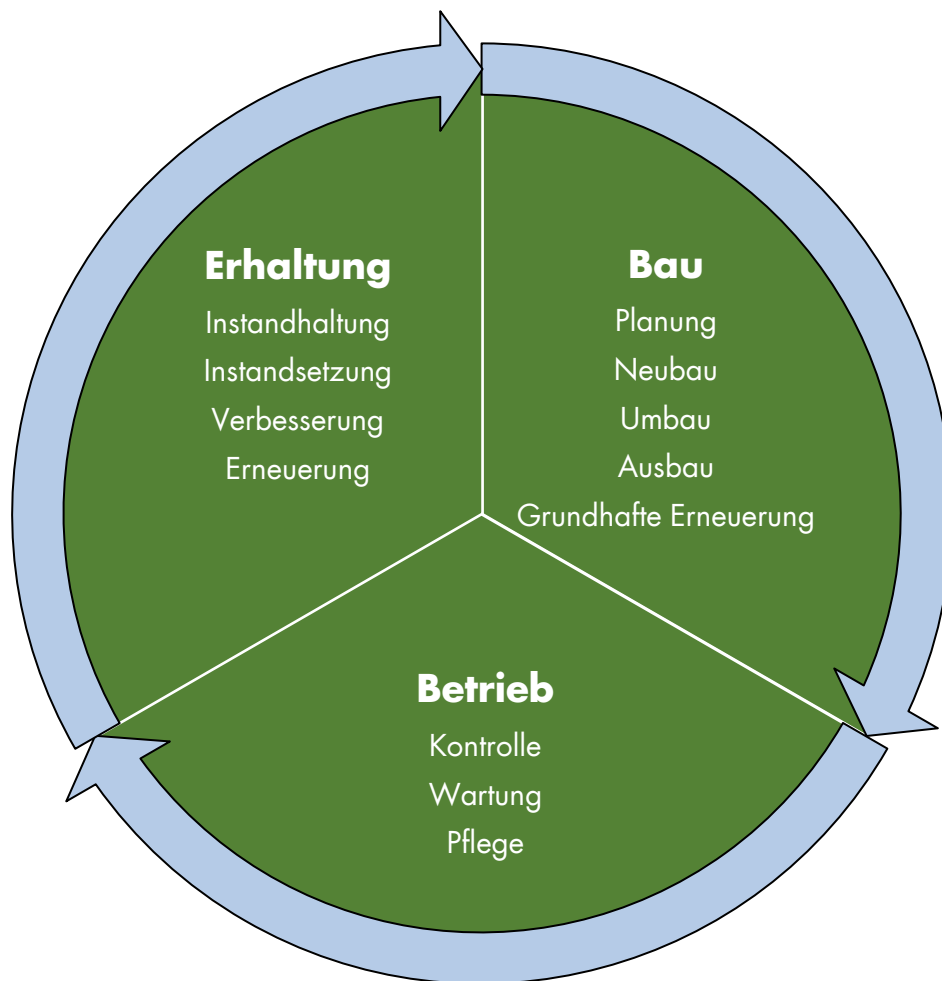 Erhaltung
Instandhaltung
Instandsetzung
Verbesserung
Erneuerung
Bau
Planung
Neubau
Umbau
Ausbau
Grundhafte Erneuerung
Betrieb
Kontrolle
Wartung
Pflege